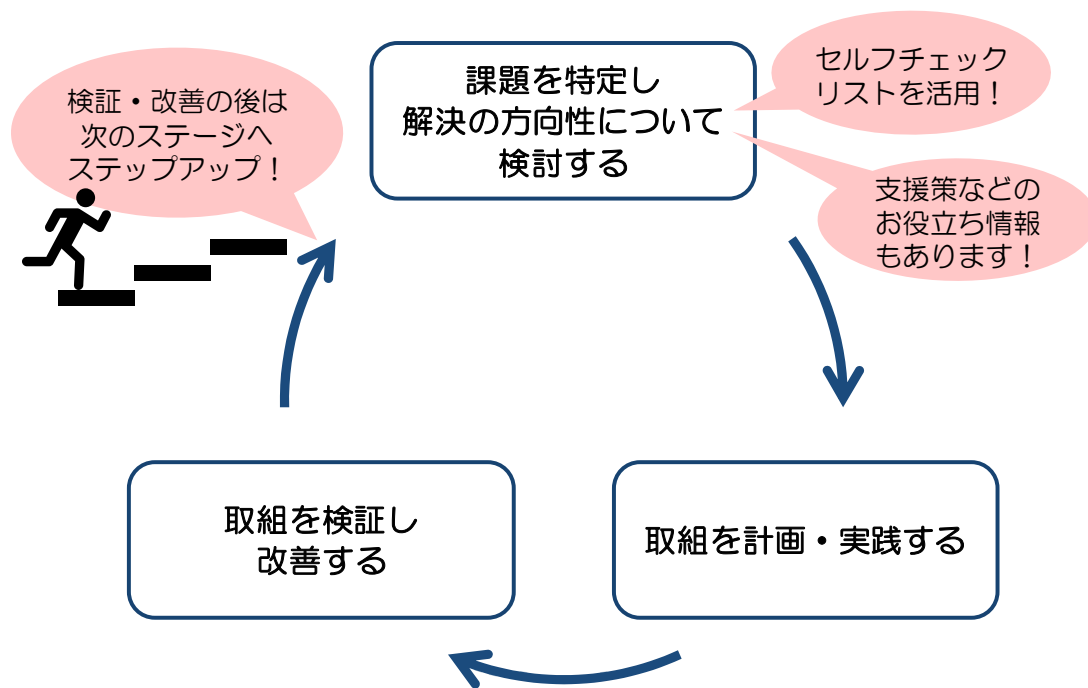 課題を特定し
解決の方向性について
検討する
セルフチェック
リストを活用！
支援策などの
お役立ち情報
もあります！
検証・改善の後は
次のステージへ
ステップアップ！
取組を計画・実践する
取組を検証し
改善する